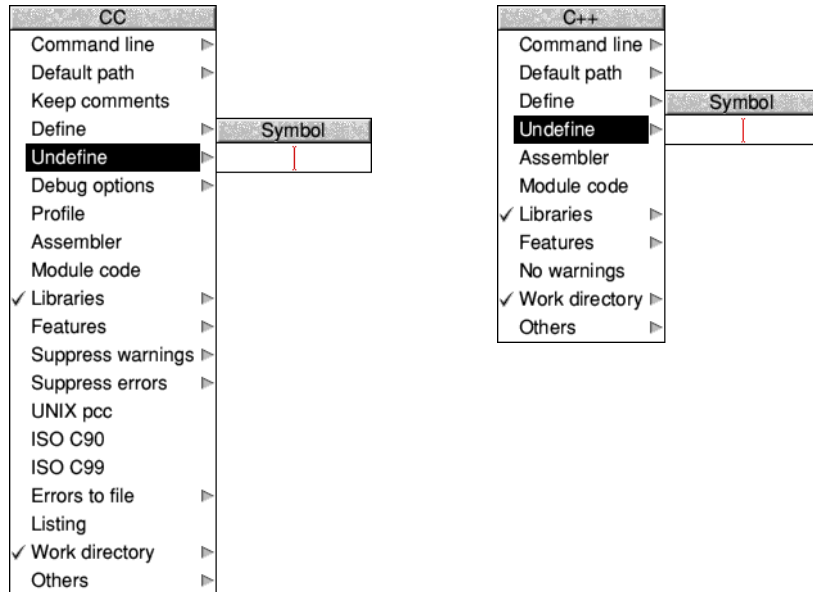 CC
Command line
Default path
Keep comments
Define
Undefine
Debug options
Profile
Assembler
Module code
Libraries
Features
Suppress warnings
Suppress errors
UNIX pcc
ISO C90
ISO C99
Errors to file
Listing
Work directory
Others
Symbol
C++
Command line
Default path
Define
Undefine
Assembler
Module code
Libraries
Features
No warnings
Work directory
Others
Symbol